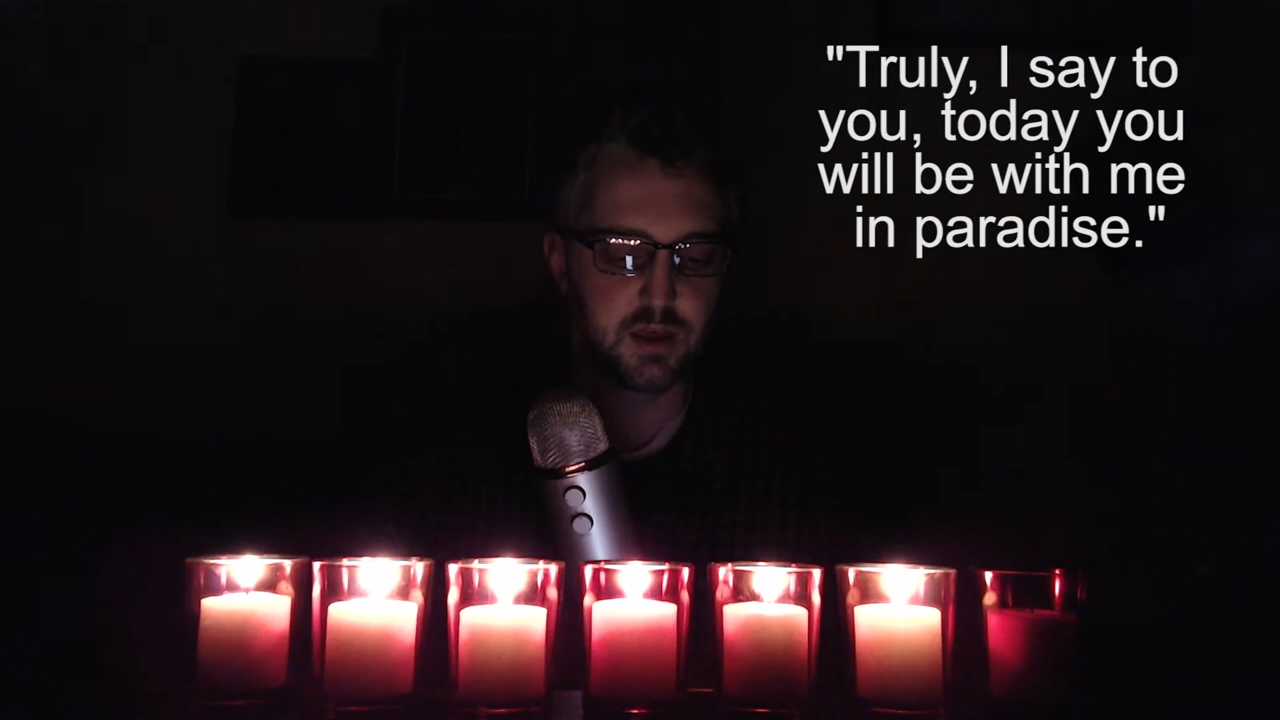 "Truly, I say to
you, today you
will be with me
in paradise."